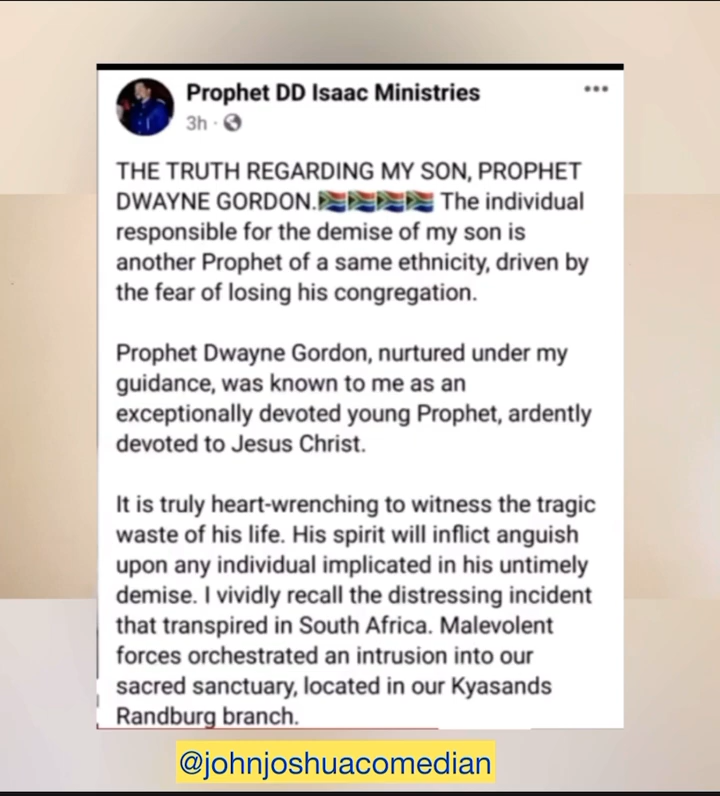 Prophet DD Isaac Ministries
3h ·
THE TRUTH REGARDING MY SON, PROPHET
DWAYNE GORDON.🇿🇦🇿🇦🇿🇦🇿🇦 The individual
responsible for the demise of my son is
another Prophet of a same ethnicity, driven by
the fear of losing his congregation.
Prophet Dwayne Gordon, nurtured under my
guidance, was known to me as an
exceptionally devoted young Prophet, ardently
devoted to Jesus Christ.
It is truly heart-wrenching to witness the tragic
waste of his life. His spirit will inflict anguish
upon any individual implicated in his untimely
demise. I vividly recall the distressing incident
that transpired in South Africa. Malevolent
forces orchestrated an intrusion into our
sacred sanctuary, located in our Kyasands
Randburg branch.
@johnjoshuacomedian